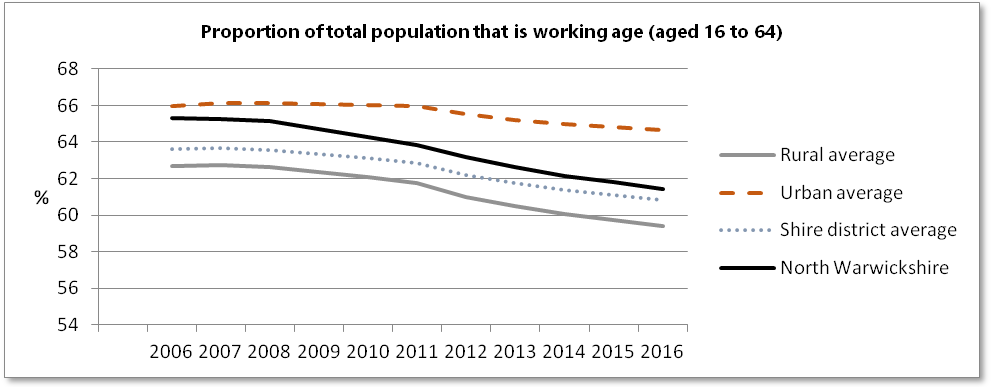 Proportion of total population that is working age (aged 16 to 64)
68
66
64
62
60
58
56
54
%
2006 2007 2008 2009 2010 2011 2012 2013 2014 2015 2016
Rural average
Urban average
Shire district average
North Warwickshire